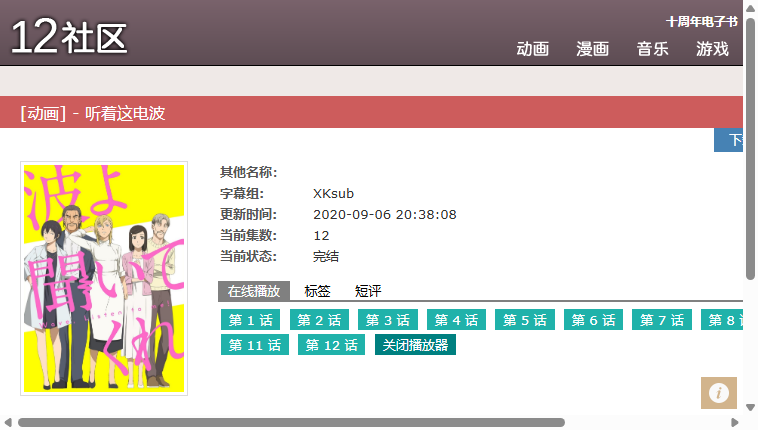 十周年电子书
12社区
动画 漫画 音乐 游戏
[动画] - 听着这电波
波よ
聞いて
くれ
其他名称：
字幕组： XKsub
更新时间： 2020-09-06 20:38:08
当前集数： 12
当前状态： 完结
在线播放 标签 短评
第 1 话 第 2 话 第 3 话 第 4 话 第 5 话 第 6 话 第 7 话 第 8
第 11 话 第 12 话 关闭播放器